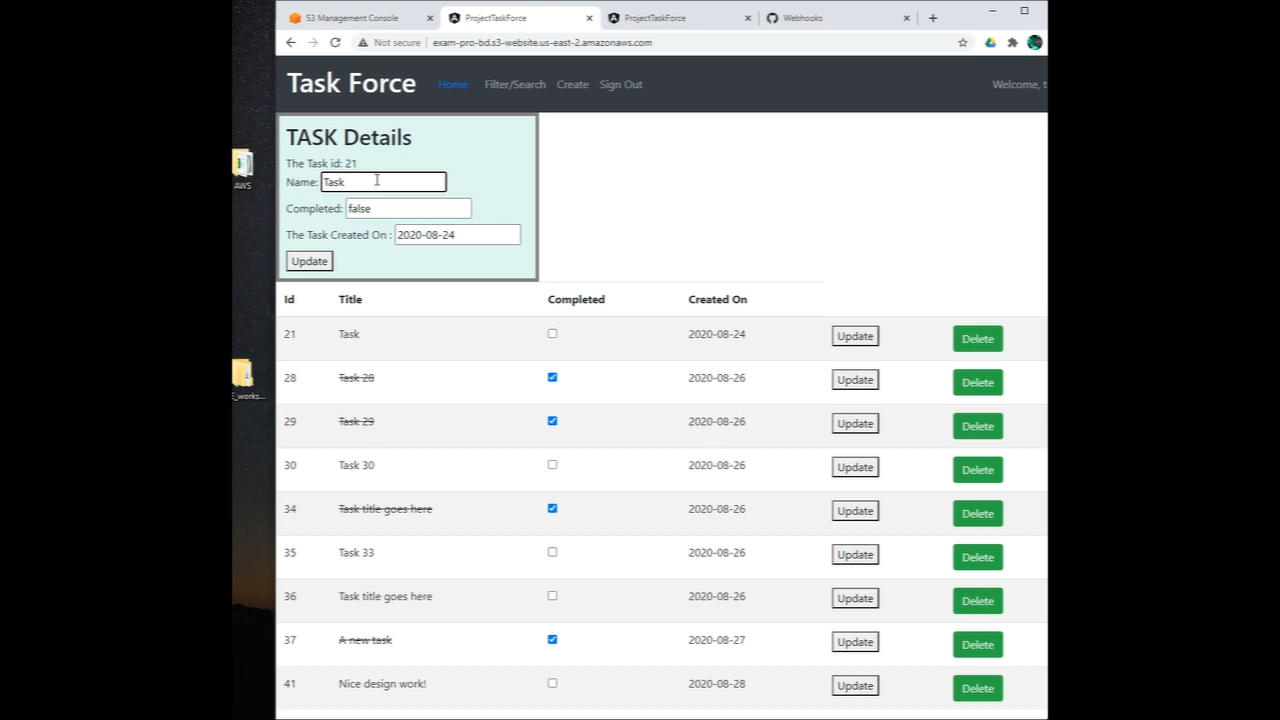 S3 Management Console
ProjectTaskForce
ProjectTaskForce
Webhooks
Not secure
exam-pro-bd.s3-website.us-east-2.amazonaws.com
Task Force
Home
Filter/Search
Create
Sign Out
Welcome, t
AWS
E_works...
TASK Details
The Task id: 21
Name: Task
Completed: false
The Task Created On : 2020-08-24
Update
Id Title Completed Created On
21 Task 2020-08-24 Update Delete
28 Task 28 2020-08-26 Update Delete
29 Task 29 2020-08-26 Update Delete
30 Task 30 2020-08-26 Update Delete
34 Task title goes here 2020-08-26 Update Delete
35 Task 33 2020-08-26 Update Delete
36 Task title goes here 2020-08-26 Update Delete
37 A new task 2020-08-27 Update Delete
41 Nice design work! 2020-08-28 Update Delete